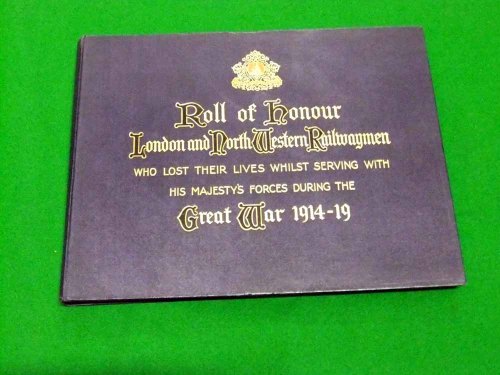 Roll of Honour
London and North Western Railwaymen
WHO LOST THEIR LIVES WHILST SERVING WITH
HIS MAJESTY'S FORCES DURING THE
Great War 1914-19